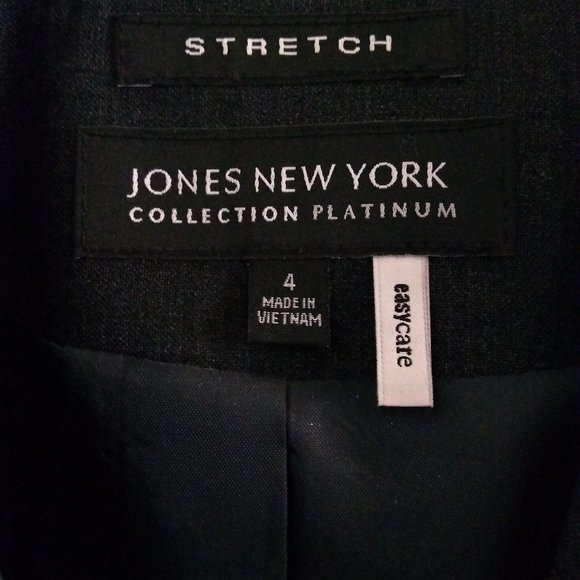 STRETCH
JONES NEW YORK
COLLECTION PLATINUM
4
MADE IN
VIETNAM
easycare